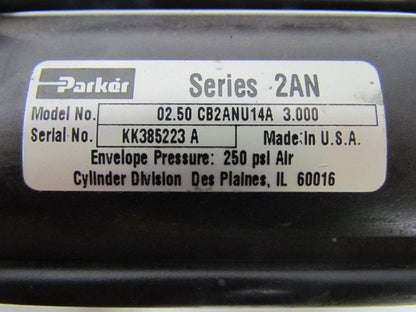 Parker Series 2AN
Model No. 02.50 CB2ANU14A 3.000
Serial No. KK385223 A Made In U.S.A.
Envelope Pressure: 250 psi Air
Cylinder Division Des Plaines, IL 60016